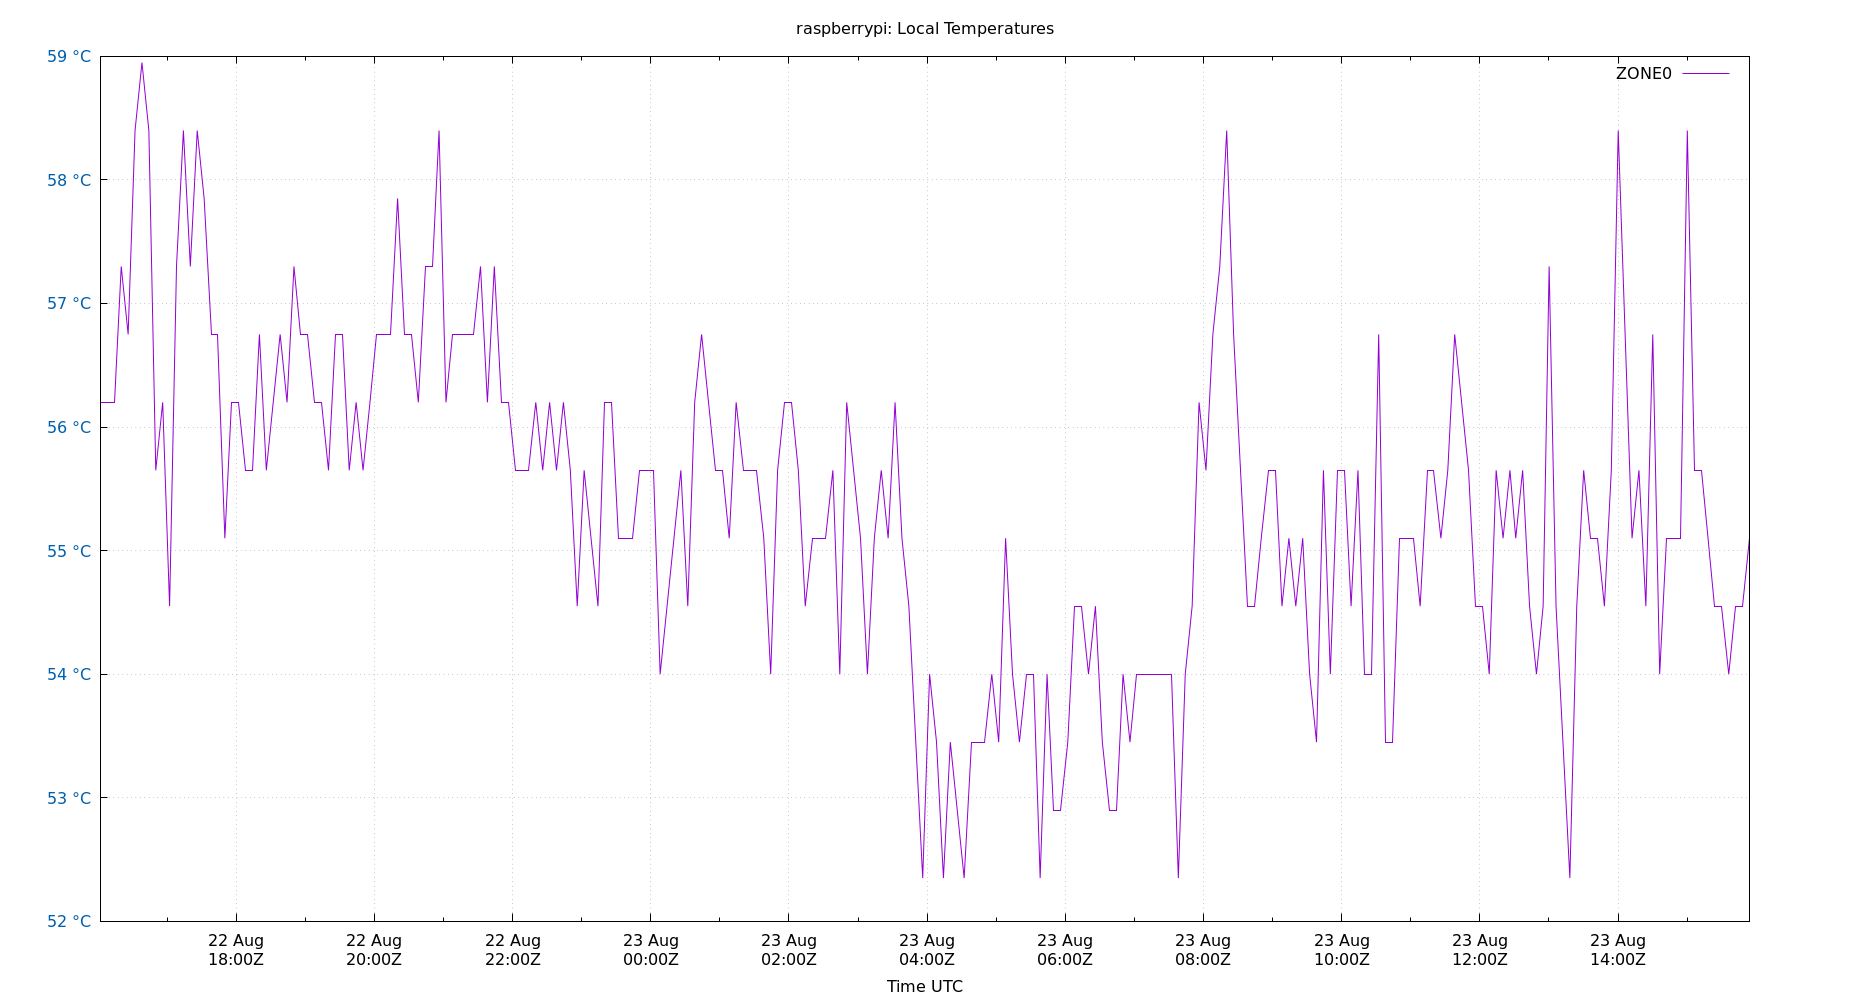 raspberrypi: Local Temperatures
59 °C
ZONE0
58 °C
57 °C
56 °C
55 °C
54 °C
53 °C
52 °C
22 Aug 22 Aug 22 Aug 23 Aug 23 Aug 23 Aug 23 Aug 23 Aug 23 Aug 23 Aug 23 Aug
18:00Z 20:00Z 22:00Z 00:00Z 02:00Z 04:00Z 06:00Z 08:00Z 10:00Z 12:00Z 14:00Z
Time UTC